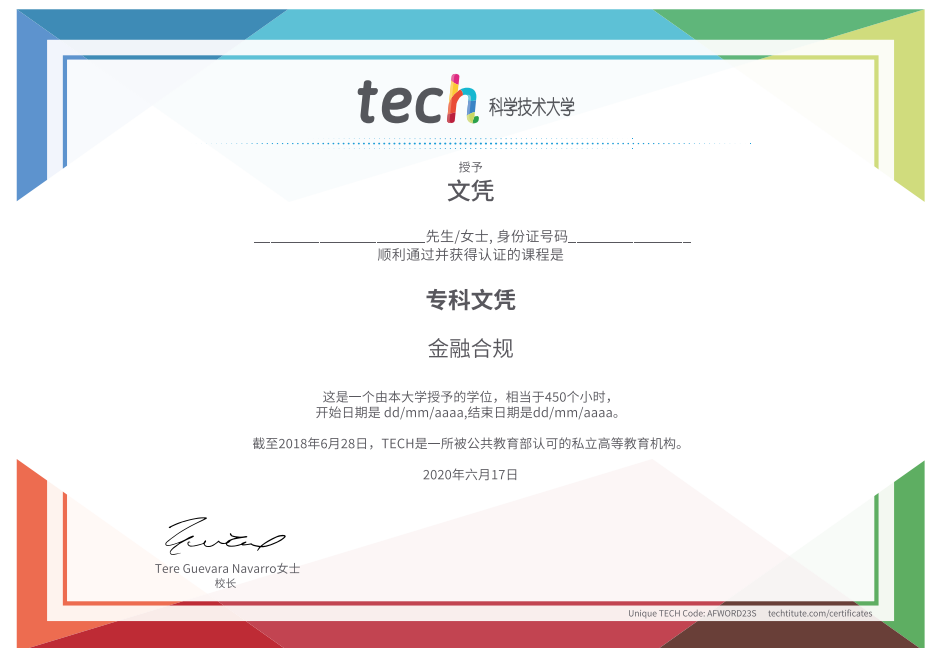 tech 科学技术大学
授予
文凭
______________________先生/女士, 身份证号码_________________
顺利通过并获得认证的课程是
专科文凭
金融合规
这是一个由本大学授予的学位，相当于450个小时，
开始日期是 dd/mm/aaaa,结束日期是dd/mm/aaaa。
截至2018年6月28日，TECH是一所被公共教育部认可的私立高等教育机构。
2020年六月17日
Tere Guevara Navarro女士
校长
Unique TECH Code: AFWORD23S techtitute.com/certificates